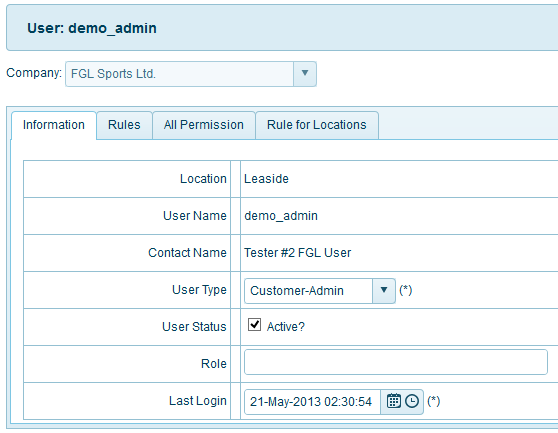 User: demo_admin
Company: FGL Sports Ltd.
Information Rules All Permission Rule for Locations
Location Leaside
User Name demo_admin
Contact Name Tester #2 FGL User
User Type Customer-Admin (*)
User Status Active?
Role
Last Login 21-May-2013 02:30:54 (*)